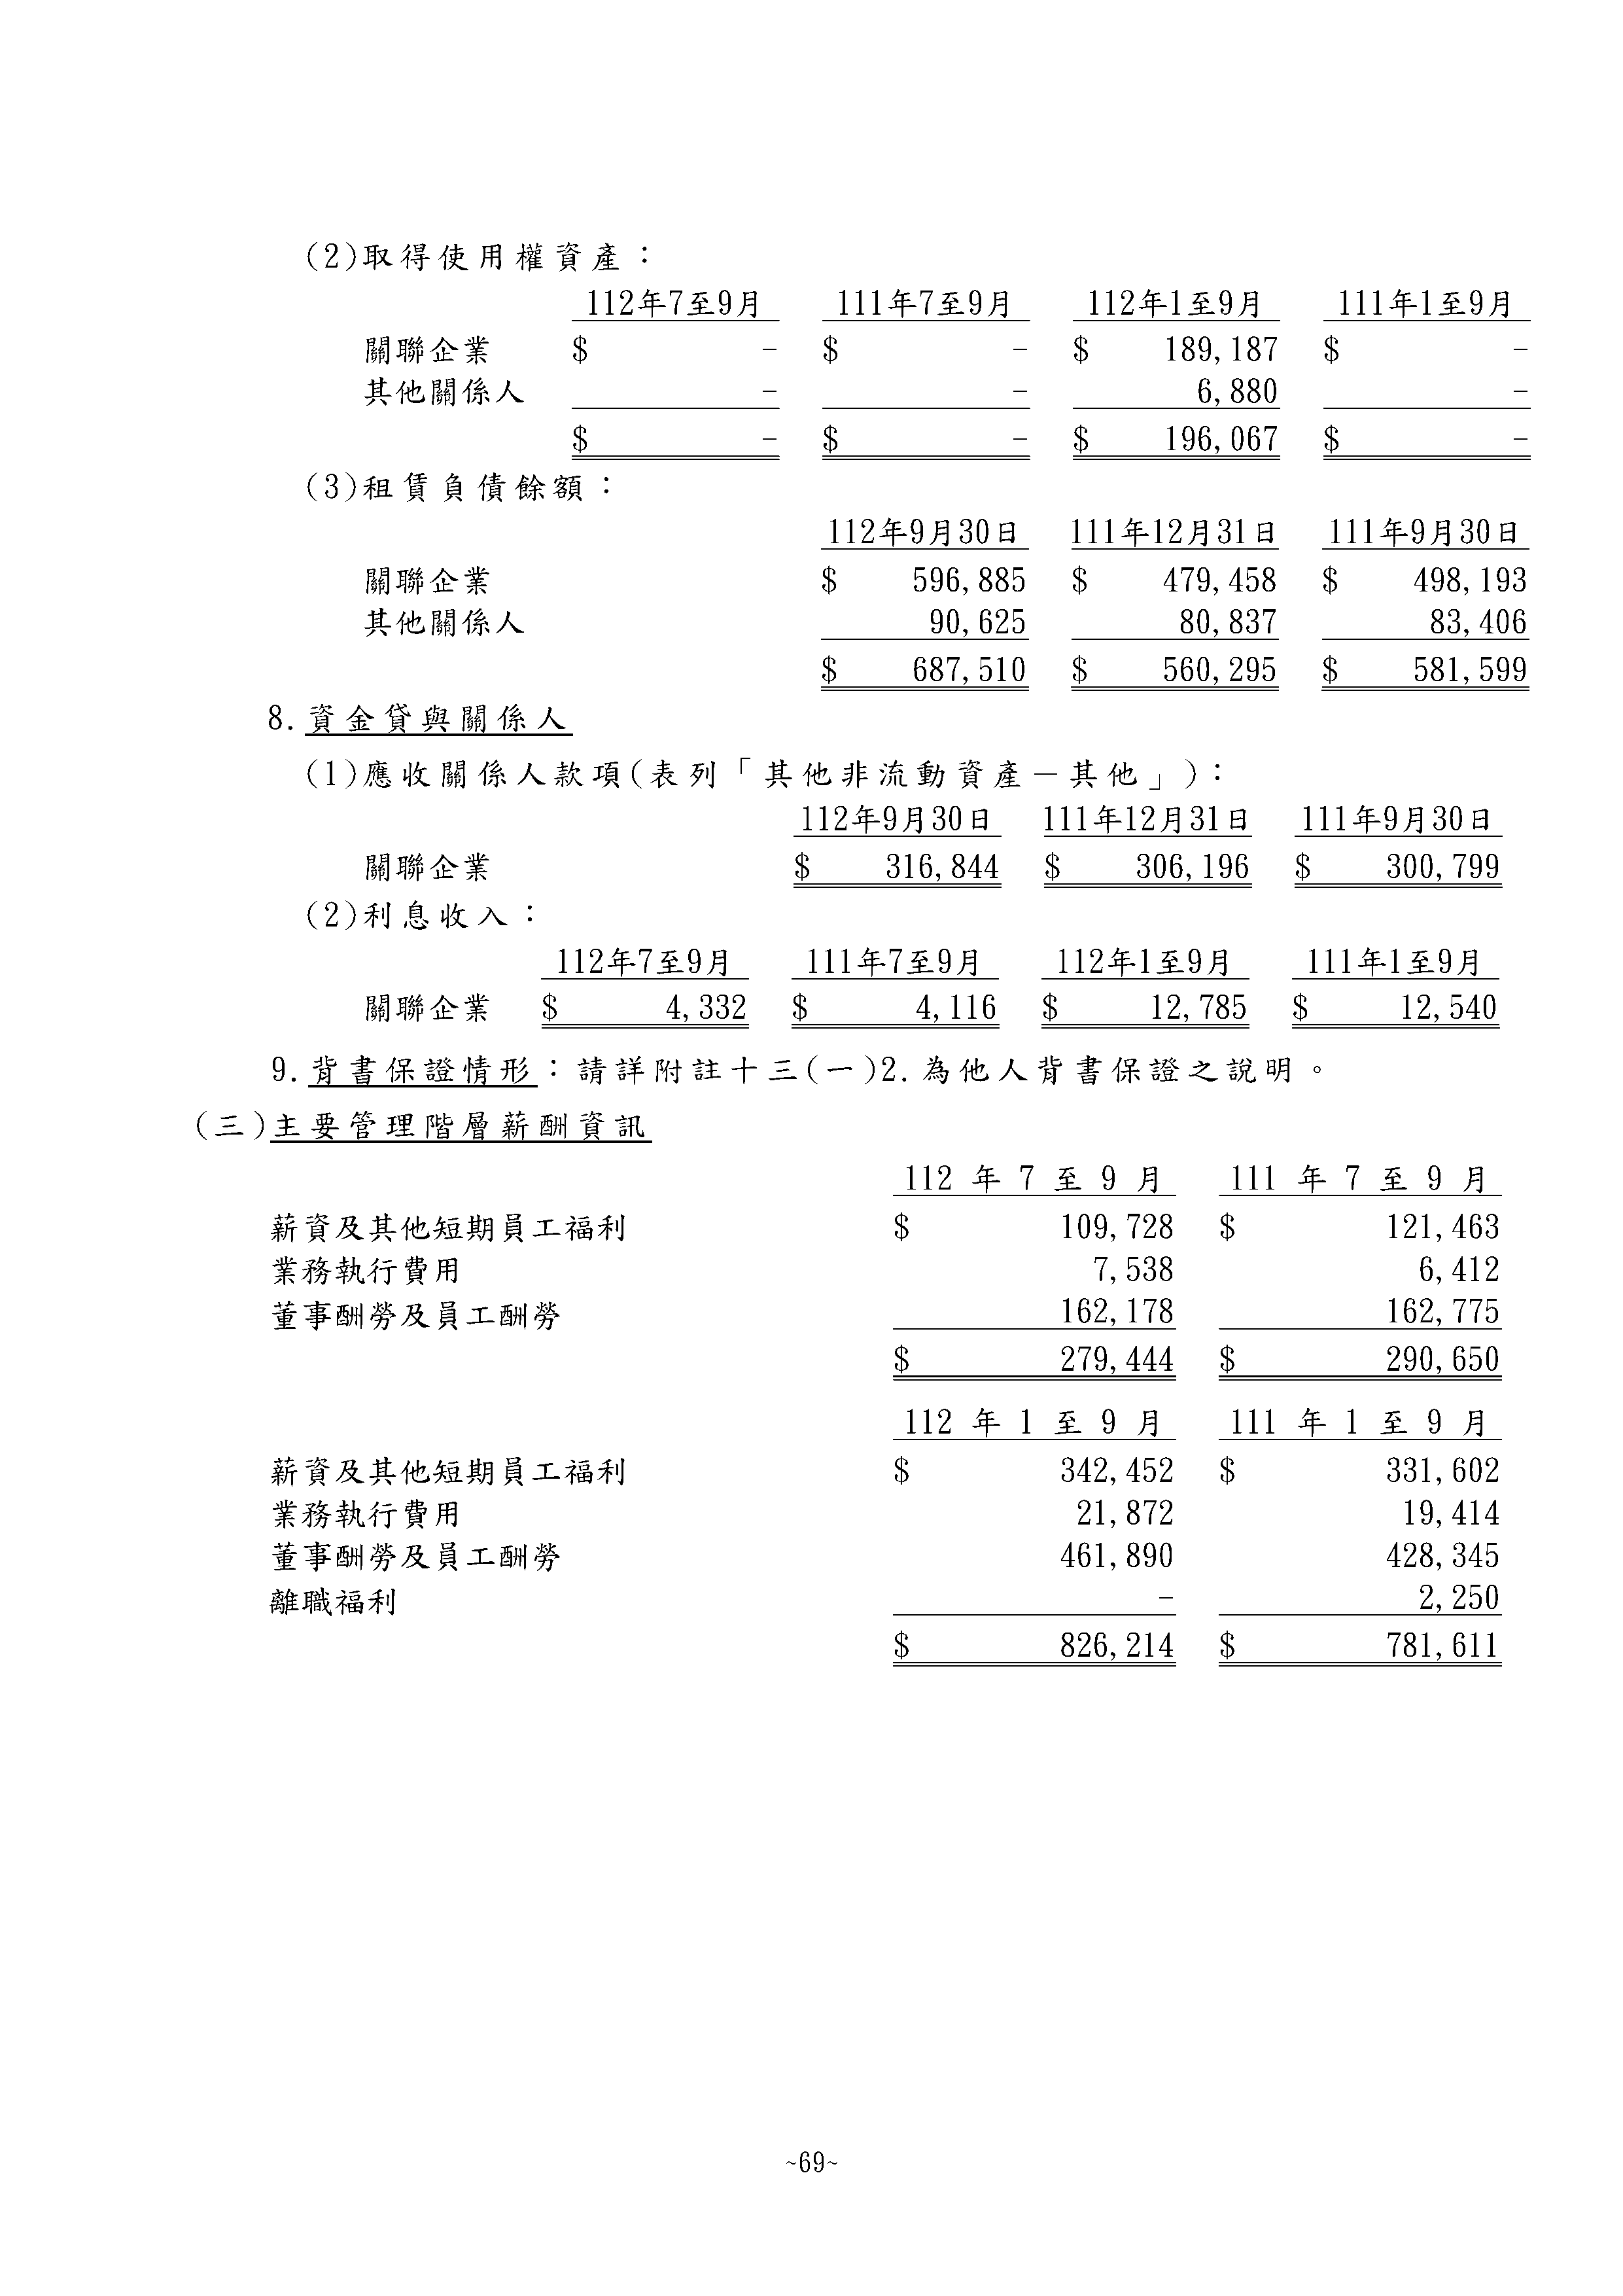 (2)取得使用權資產：
112年7至9月 111年7至9月 112年1至9月 111年1至9月
關聯企業 $ - $ - $ 189,187 $ -
其他關係人 - - 6,880 -
$ - $ - $ 196,067 $ -
(3)租賃負債餘額：
112年9月30日 111年12月31日 111年9月30日
關聯企業 $ 596,885 $ 479,458 $ 498,193
其他關係人 90,625 80,837 83,406
$ 687,510 $ 560,295 $ 581,599
8.資金貸與關係人
(1)應收關係人款項(表列「其他非流動資產－其他」)：
112年9月30日 111年12月31日 111年9月30日
關聯企業 $ 316,844 $ 306,196 $ 300,799
(2)利息收入：
112年7至9月 111年7至9月 112年1至9月 111年1至9月
關聯企業 $ 4,332 $ 4,116 $ 12,785 $ 12,540
9.背書保證情形：請詳附註十三(一)2.為他人背書保證之說明。
(三)主要管理階層薪酬資訊
112 年 7 至 9 月 111 年 7 至 9 月
薪資及其他短期員工福利 $ 109,728 $ 121,463
業務執行費用 7,538 6,412
董事酬勞及員工酬勞 162,178 162,775
$ 279,444 $ 290,650
112 年 1 至 9 月 111 年 1 至 9 月
薪資及其他短期員工福利 $ 342,452 $ 331,602
業務執行費用 21,872 19,414
董事酬勞及員工酬勞 461,890 428,345
離職福利 - 2,250
$ 826,214 $ 781,611
~69~